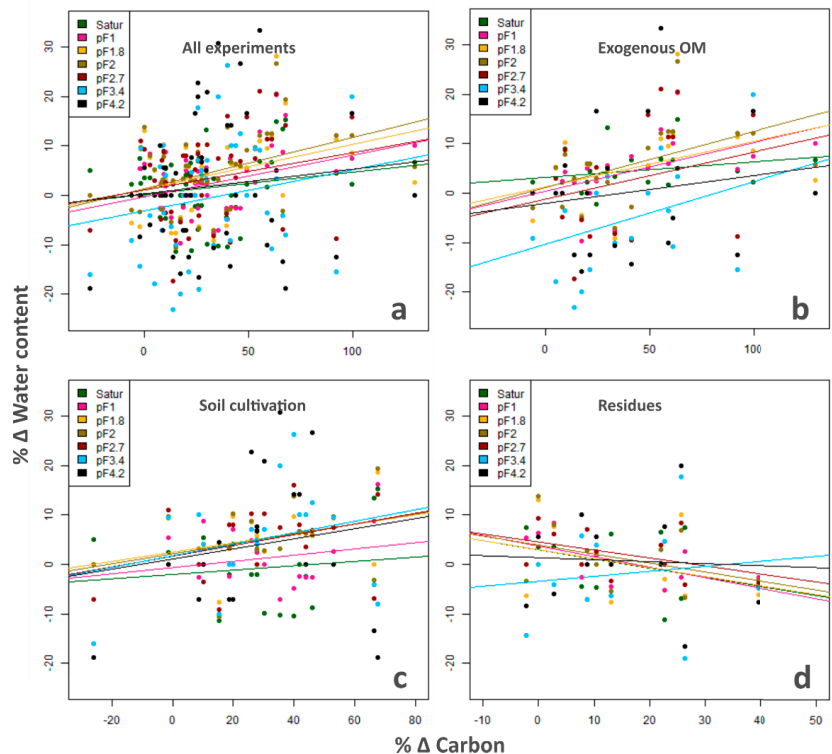 All experiments
Satur
pF1
pF1.8
pF2
pF2.7
pF3.4
pF4.2
30
20
10
0
-10
-20
0
50
100
a
Exogenous OM
Satur
pF1
pF1.8
pF2
pF2.7
pF3.4
pF4.2
30
20
10
0
-10
-20
0
50
100
b
% Δ Water content
Soil cultivation
Satur
pF1
pF1.8
pF2
pF2.7
pF3.4
pF4.2
30
20
10
0
-10
-20
-20
0
20
40
60
80
c
Residues
Satur
pF1
pF1.8
pF2
pF2.7
pF3.4
pF4.2
30
20
10
0
-10
-20
-10
0
10
20
30
40
50
d
% Δ Carbon